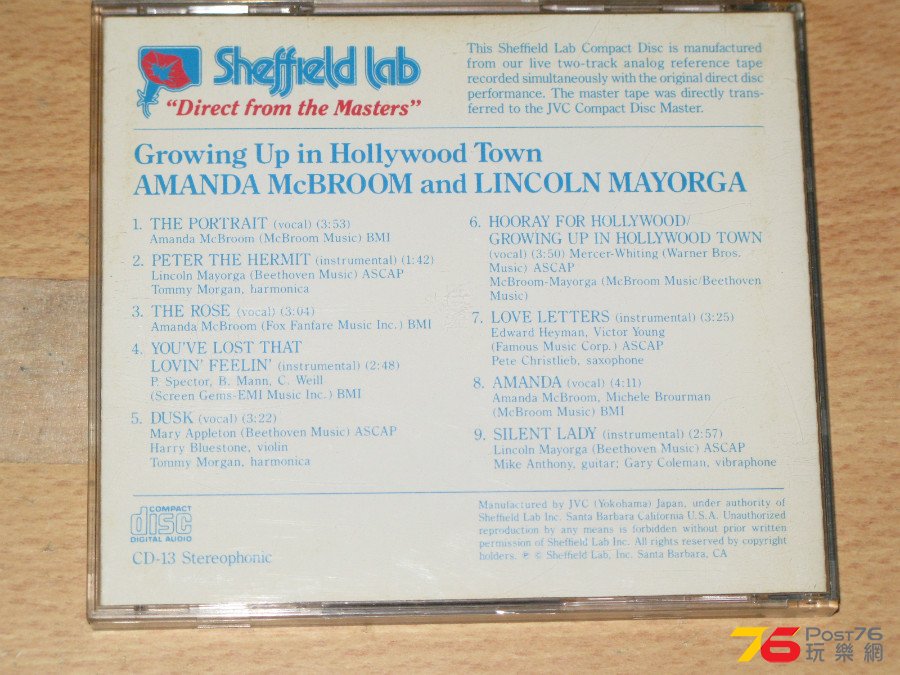 Sheffield Lab
"Direct from the Masters"
This Sheffield Lab Compact Disc is manufactured
from our live two-track analog reference tape
recorded simultaneously with the original direct disc
performance. The master tape was directly trans-
ferred to the JVC Compact Disc Master.
Growing Up in Hollywood Town
AMANDA McBROOM and LINCOLN MAYORGA
1. THE PORTRAIT (vocal) (3:53)
Amanda McBroom (McBroom Music) BMI
2. PETER THE HERMIT (instrumental) (1:42)
Lincoln Mayorga (Beethoven Music) ASCAP
Tommy Morgan, harmonica
3. THE ROSE (vocal) (3:04)
Amanda McBroom (Fox Fanfare Music Inc.) BMI
4. YOU'VE LOST THAT
LOVIN' FEELIN' (instrumental) (2:48)
P. Spector, B. Mann, C. Weill
(Screen Gems-EMI Music Inc.) BMI
5. DUSK (vocal) (3:22)
Mary Appleton (Beethoven Music) ASCAP
Harry Bluestone, violin
Tommy Morgan, harmonica
6. HOORAY FOR HOLLYWOOD/
GROWING UP IN HOLLYWOOD TOWN
(vocal) (3:50) Mercer-Whiting (Warner Bros.
Music) ASCAP
McBroom-Mayorga (McBroom Music/Beethoven
Music)
7. LOVE LETTERS (instrumental) (3:25)
Edward Heyman, Victor Young
(Famous Music Corp.) ASCAP
Pete Christlieb, saxophone
8. AMANDA (vocal) (4:11)
Amanda McBroom, Michele Brourman
(McBroom Music) BMI
9. SILENT LADY (instrumental) (2:57)
Lincoln Mayorga (Beethoven Music) ASCAP
Mike Anthony, guitar; Gary Coleman, vibraphone
COMPACT
disc
DIGITAL AUDIO
CD-13 Stereophonic
Manufactured by JVC (Yokohama) Japan, under authority of
Sheffield Lab Inc. Santa Barbara California U.S.A. Unauthorized
reproduction by any means is forbidden without prior written
permission of Sheffield Lab Inc. All rights reserved by copyright
holders. ℗ © Sheffield Lab, Inc. Santa Barbara, CA
76 Post76
玩樂網